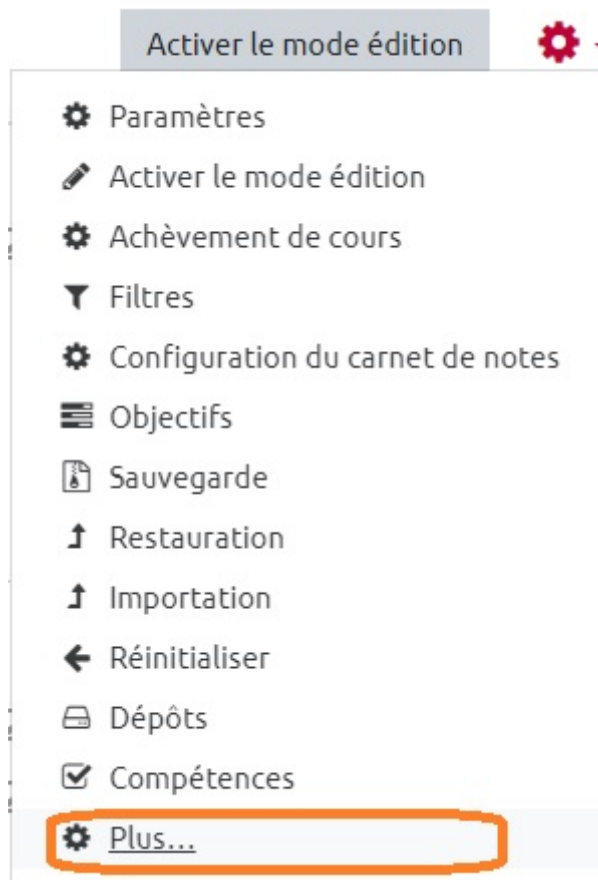 Activer le mode édition
Paramètres
Activer le mode édition
Achèvement de cours
Filtres
Configuration du carnet de notes
Objectifs
Sauvegarde
Restauration
Importation
Réinitialiser
Dépôts
Compétences
Plus...